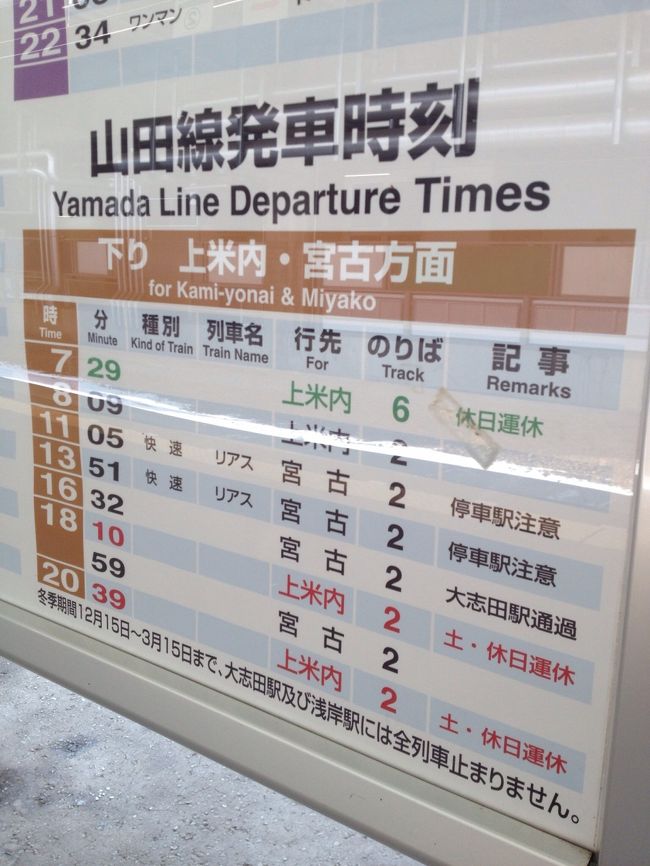 21
22 34 ワンマン ②
山田線発車時刻
Yamada Line Departure Times
下り 上米内・宮古方面
for Kami-yonai & Miyako
時 分 種別 列車名 行先 のりば 記事
Time Minute Kind of Train Train Name For Track Remarks
7 29 上米内 6 休日運休
8 09 上米内 2
11 05 快速 リアス 宮古 2 停車駅注意
13 51 快速 リアス 宮古 2 停車駅注意
16 32 宮古 2 大志田駅通過
18 10 上米内 2 土・休日運休
59 宮古 2
20 39 上米内 2 土・休日運休
冬季期間12月15日〜3月15日まで、大志田駅及び浅岸駅には全列車止まりません。